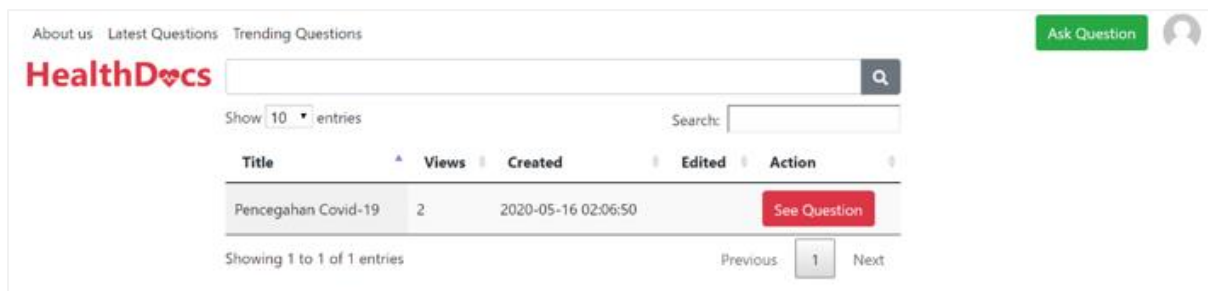 About us Latest Questions Trending Questions Ask Question
HealthDocs
Show 10 entries Search:
Title Views Created Edited Action
Pencegahan Covid-19 2 2020-05-16 02:06:50 See Question
Showing 1 to 1 of 1 entries Previous 1 Next